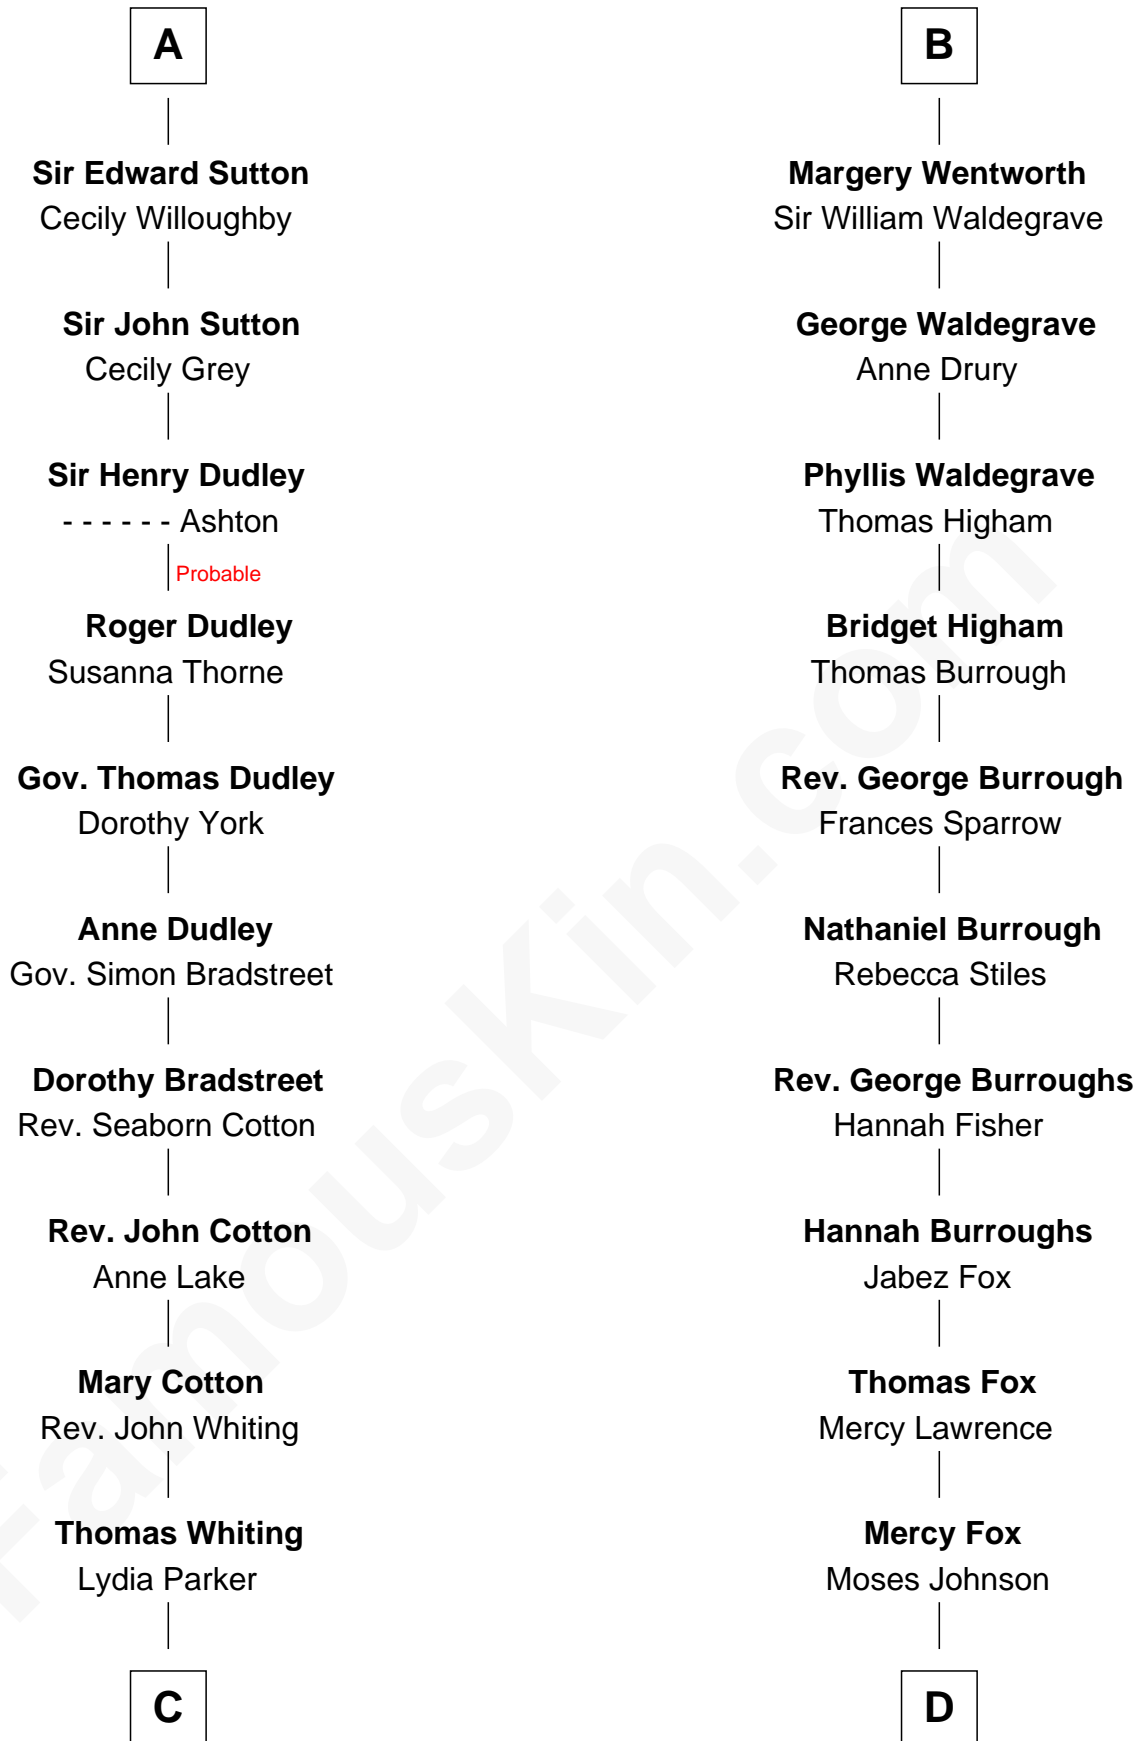 A
Sir Edward Sutton
Cecily Willoughby
Sir John Sutton
Cecily Grey
Sir Henry Dudley
- - - - - - Ashton
Probable
Roger Dudley
Susanna Thorne
Gov. Thomas Dudley
Dorothy York
Anne Dudley
Gov. Simon Bradstreet
Dorothy Bradstreet
Rev. Seaborn Cotton
Rev. John Cotton
Anne Lake
Mary Cotton
Rev. John Whiting
Thomas Whiting
Lydia Parker
C
B
Margery Wentworth
Sir William Waldegrave
George Waldegrave
Anne Drury
Phyllis Waldegrave
Thomas Higham
Bridget Higham
Thomas Burrough
Rev. George Burrough
Frances Sparrow
Nathaniel Burrough
Rebecca Stiles
Rev. George Burroughs
Hannah Fisher
Hannah Burroughs
Jabez Fox
Thomas Fox
Mercy Lawrence
Mercy Fox
Moses Johnson
D
FamousKin.com